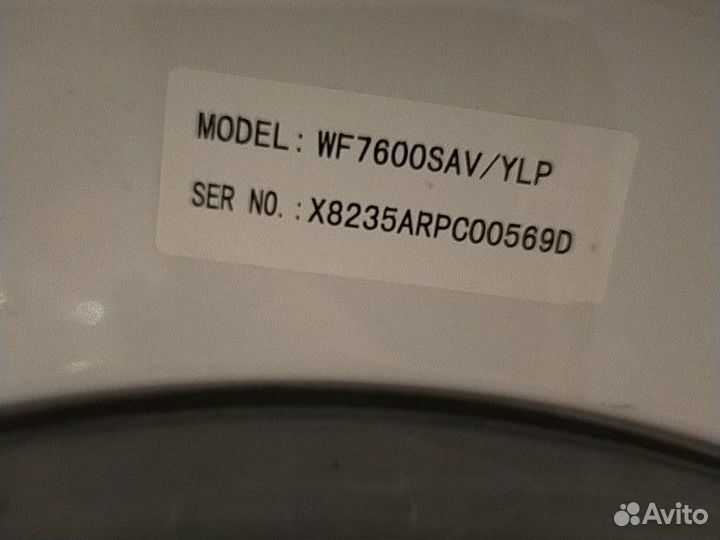 MODEL: WF7600SAV/YLP
SER NO.: X8235ARPC00569D
Avito